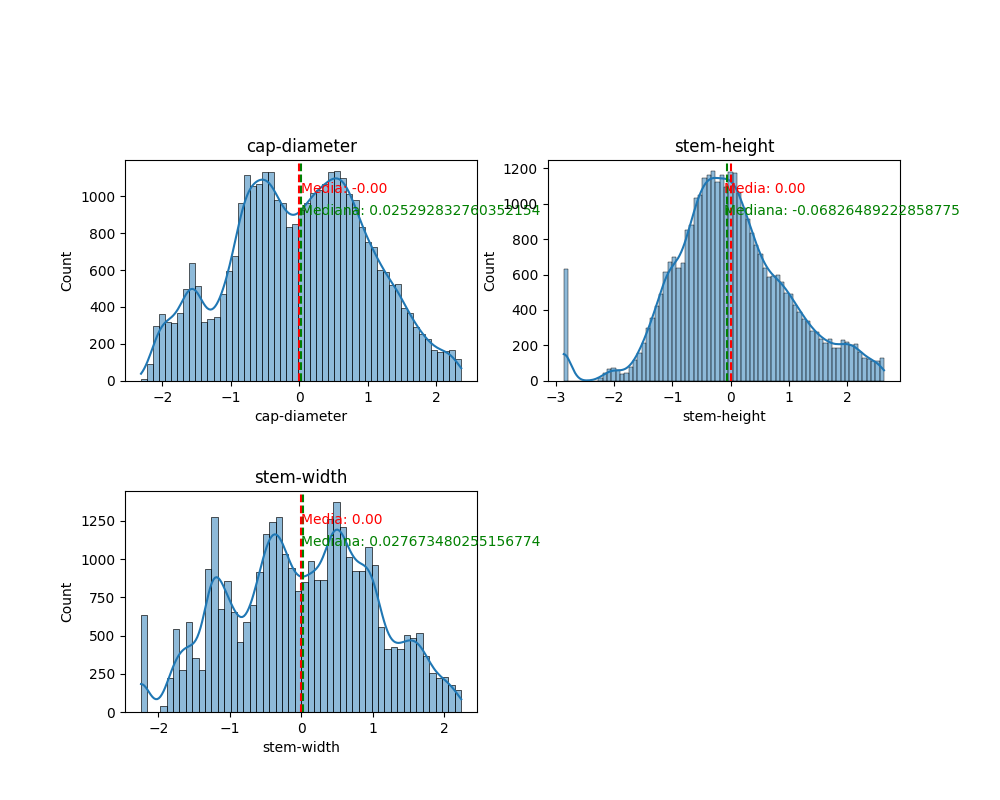 cap-diameter
Media: -0.00
Mediana: 0.025292832760352154
Count
0
200
400
600
800
1000
−2 −1 0 1 2
cap-diameter
stem-height
Media: 0.00
Mediana: -0.06826489222858775
Count
0
200
400
600
800
1000
1200
−3 −2 −1 0 1 2
stem-height
stem-width
Media: 0.00
Mediana: 0.027673480255156774
Count
0
250
500
750
1000
1250
−2 −1 0 1 2
stem-width